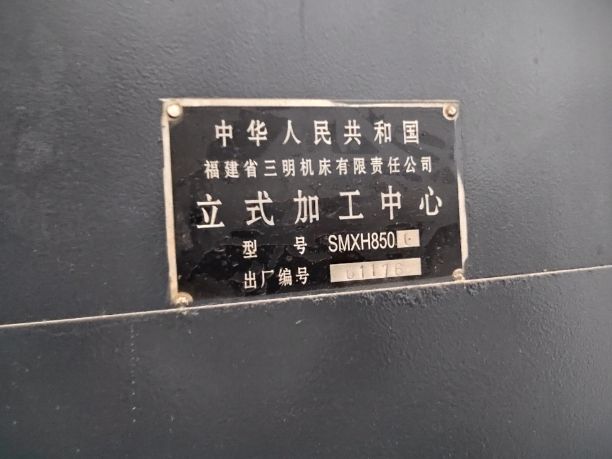 中华人民共和国
福建省三明机床有限责任公司
立式加工中心
型号 SMXH850
出厂编号